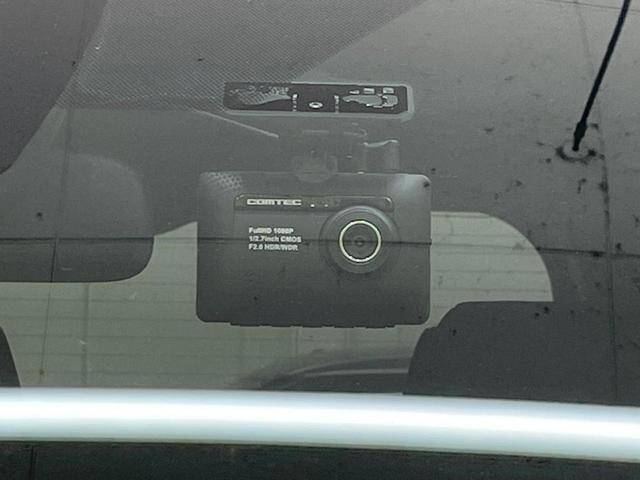 COMTEC
FullHD 1080P
1/2.7inch CMOS
F2.0 HDR/WDR